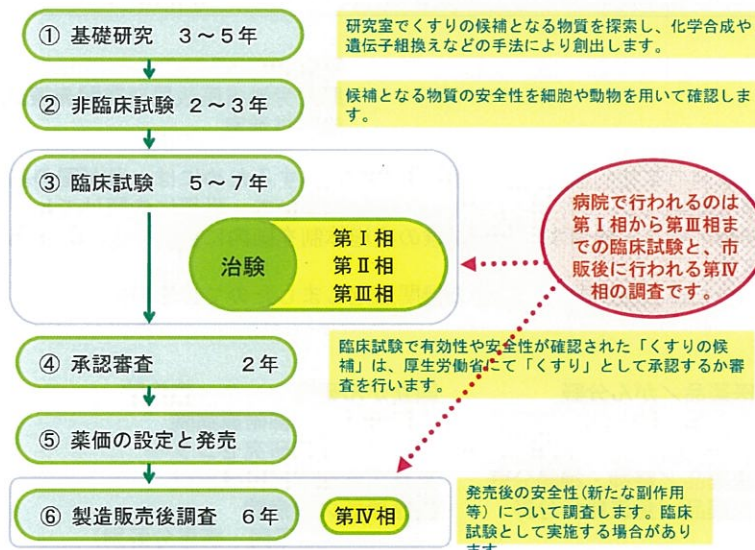 ① 基礎研究 3～5年
研究室でくすりの候補となる物質を探索し、化学合成や
遺伝子組換えなどの手法により創出します。
② 非臨床試験 2～3年
候補となる物質の安全性を細胞や動物を用いて確認しま
す。
③ 臨床試験 5～7年
治験
第Ⅰ相
第Ⅱ相
第Ⅲ相
病院で行われるのは
第Ⅰ相から第Ⅲ相ま
での臨床試験と、市
販後に行われる第Ⅳ
相の調査です。
④ 承認審査 2年
臨床試験で有効性や安全性が確認された「くすりの候
補」は、厚生労働省にて「くすり」として承認するか審
査を行います。
⑤ 薬価の設定と発売
⑥ 製造販売後調査 6年
第Ⅳ相
発売後の安全性(新たな副作用
等）について調査します。臨床
試験として実施する場合があり
ます。